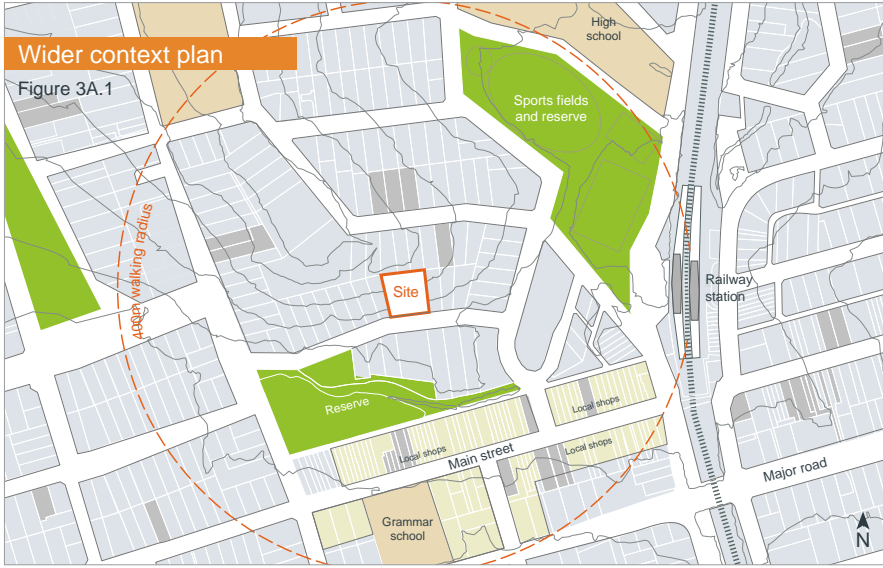 Wider context plan
Figure 3A.1
High
school
Sports fields
and reserve
400m walking radius
Site
Railway
station
Reserve
Local shops
Local shops
Main street
Local shops
Major road
Grammar
school
N